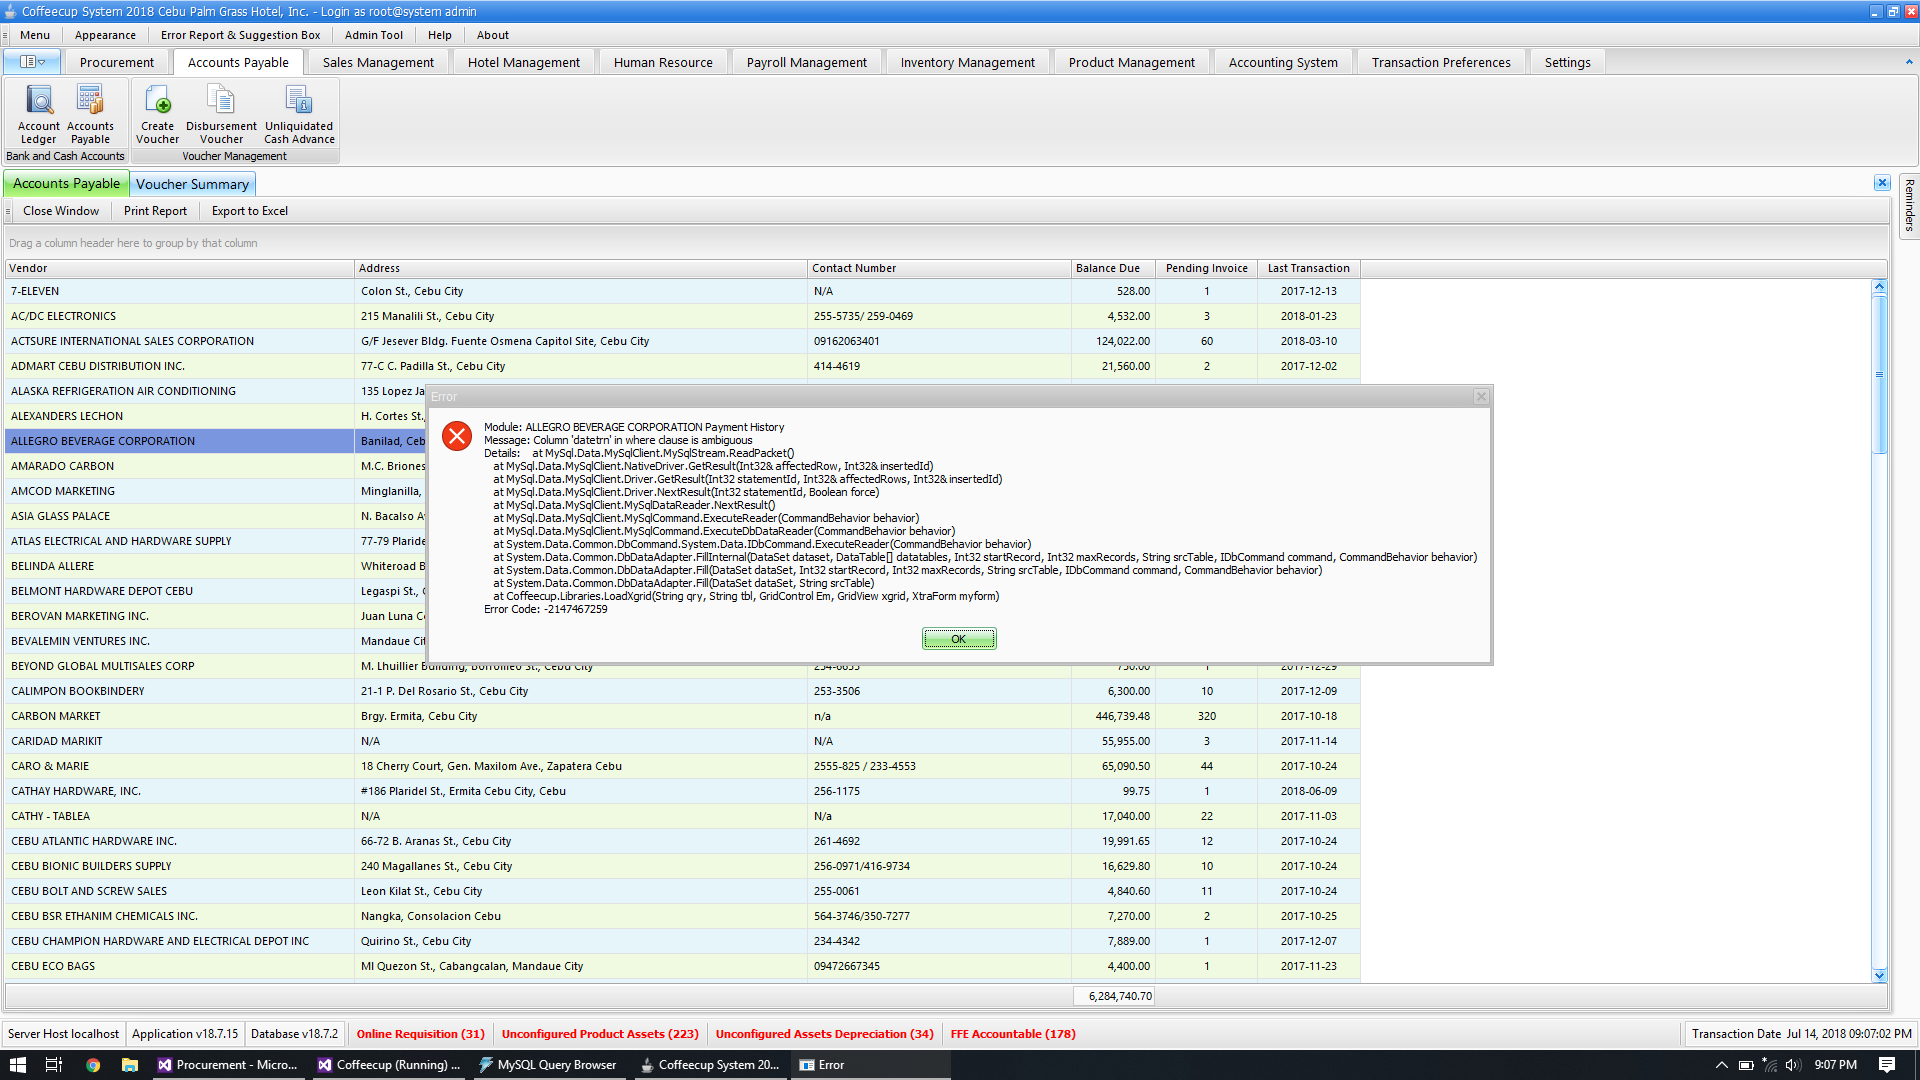 Coffeecup System 2018 Cebu Palm Grass Hotel, Inc. - Login as root@system admin
Menu Appearance Error Report & Suggestion Box Admin Tool Help About
Procurement Accounts Payable Sales Management Hotel Management Human Resource Payroll Management Inventory Management Product Management Accounting System Transaction Preferences Settings
Account Ledger Accounts Payable Create Voucher Disbursement Voucher Unliquidated Cash Advance
Bank and Cash Accounts Voucher Management
Accounts Payable Voucher Summary
Reminders
Close Window Print Report Export to Excel
Drag a column header here to group by that column
Vendor Address Contact Number Balance Due Pending Invoice Last Transaction
7-ELEVEN Colon St., Cebu City N/A 528.00 1 2017-12-13
AC/DC ELECTRONICS 215 Manalili St., Cebu City 255-5735/ 259-0469 4,532.00 3 2018-01-23
ACTSURE INTERNATIONAL SALES CORPORATION G/F Jesever Bldg. Fuente Osmena Capitol Site, Cebu City 09162063401 124,022.00 60 2018-03-10
ADMART CEBU DISTRIBUTION INC. 77-C C. Padilla St., Cebu City 414-4619 21,560.00 2 2017-12-02
ALASKA REFRIGERATION AIR CONDITIONING 135 Lopez Ja
ALEXANDERS LECHON H. Cortes St.,
ALLEGRO BEVERAGE CORPORATION Banilad, Ceb
AMARADO CARBON M.C. Briones
AMCOD MARKETING Minglanilla,
ASIA GLASS PALACE N. Bacalso Av
ATLAS ELECTRICAL AND HARDWARE SUPPLY 77-79 Plaride
BELINDA ALLERE Whiteroad B
BELMONT HARDWARE DEPOT CEBU Legaspi St., C
BEROVAN MARKETING INC. Juan Luna Co
BEVALEMIN VENTURES INC. Mandaue Cit
Error
Module: ALLEGRO BEVERAGE CORPORATION Payment History
Message: Column 'datetrn' in where clause is ambiguous
Details: at MySql.Data.MySqlClient.MySqlStream.ReadPacket()
at MySql.Data.MySqlClient.NativeDriver.GetResult(Int32& affectedRow, Int32& insertedId)
at MySql.Data.MySqlClient.Driver.GetResult(Int32 statementId, Int32& affectedRows, Int32& insertedId)
at MySql.Data.MySqlClient.Driver.NextResult(Int32 statementId, Boolean force)
at MySql.Data.MySqlClient.MySqlDataReader.NextResult()
at MySql.Data.MySqlClient.MySqlCommand.ExecuteReader(CommandBehavior behavior)
at MySql.Data.MySqlClient.MySqlCommand.ExecuteDbDataReader(CommandBehavior behavior)
at System.Data.Common.DbCommand.System.Data.IDbCommand.ExecuteReader(CommandBehavior behavior)
at System.Data.Common.DbDataAdapter.FillInternal(DataSet dataset, DataTable[] datatables, Int32 startRecord, Int32 maxRecords, String srcTable, IDbCommand command, CommandBehavior behavior)
at System.Data.Common.DbDataAdapter.Fill(DataSet dataSet, Int32 startRecord, Int32 maxRecords, String srcTable, IDbCommand command, CommandBehavior behavior)
at System.Data.Common.DbDataAdapter.Fill(DataSet dataSet, String srcTable)
at Coffeecup.Libraries.LoadXgrid(String qry, String tbl, GridControl Em, GridView xgrid, XtraForm myform)
Error Code: -2147467259
OK
BEYOND GLOBAL MULTISALES CORP M. Lhuillier Building, Borromeo St., Cebu City 254-6655 750.00 1 2017-12-29
CALIMPON BOOKBINDERY 21-1 P. Del Rosario St., Cebu City 253-3506 6,300.00 10 2017-12-09
CARBON MARKET Brgy. Ermita, Cebu City n/a 446,739.48 320 2017-10-18
CARIDAD MARIKIT N/A N/A 55,955.00 3 2017-11-14
CARO & MARIE 18 Cherry Court, Gen. Maxilom Ave., Zapatera Cebu 2555-825 / 233-4553 65,090.50 44 2017-10-24
CATHAY HARDWARE, INC. #186 Plaridel St., Ermita Cebu City, Cebu 256-1175 99.75 1 2018-06-09
CATHY - TABLEA N/A N/a 17,040.00 22 2017-11-03
CEBU ATLANTIC HARDWARE INC. 66-72 B. Aranas St., Cebu City 261-4692 19,991.65 12 2017-10-24
CEBU BIONIC BUILDERS SUPPLY 240 Magallanes St., Cebu City 256-0971/416-9734 16,629.80 10 2017-10-24
CEBU BOLT AND SCREW SALES Leon Kilat St., Cebu City 255-0061 4,840.60 11 2017-10-24
CEBU BSR ETHANIM CHEMICALS INC. Nangka, Consolacion Cebu 564-3746/350-7277 7,270.00 2 2017-10-25
CEBU CHAMPION HARDWARE AND ELECTRICAL DEPOT INC Quirino St., Cebu City 234-4342 7,889.00 1 2017-12-07
CEBU ECO BAGS MI Quezon St., Cabangcalan, Mandaue City 09472667345 4,400.00 1 2017-11-23
6,284,740.70
Server Host localhost Application v18.7.15 Database v18.7.2 Online Requisition (31) Unconfigured Product Assets (223) Unconfigured Assets Depreciation (34) FFE Accountable (178) Transaction Date Jul 14, 2018 09:07:02 PM
Procurement - Micro... Coffeecup (Running) ... MySQL Query Browser Coffeecup System 20... Error 9:07 PM